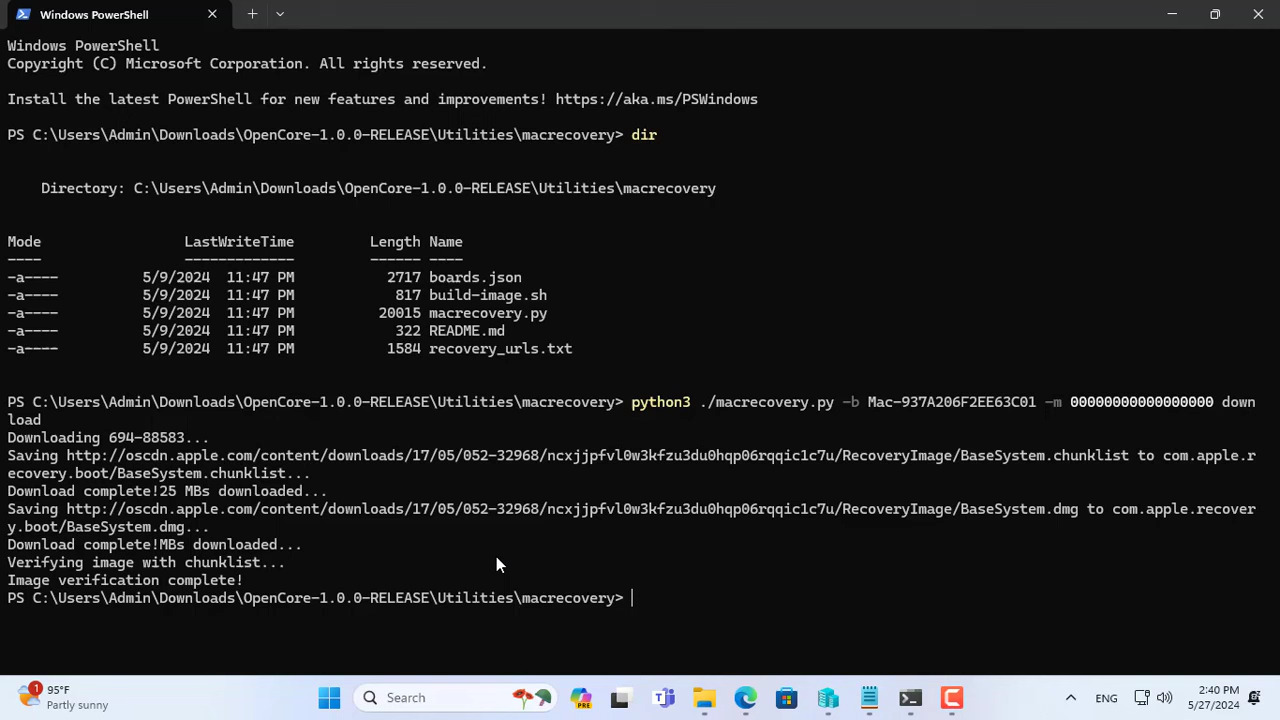 Windows PowerShell
Windows PowerShell
Copyright (C) Microsoft Corporation. All rights reserved.
Install the latest PowerShell for new features and improvements! https://aka.ms/PSWindows
PS C:\Users\Admin\Downloads\OpenCore-1.0.0-RELEASE\Utilities\macrecovery> dir
Directory: C:\Users\Admin\Downloads\OpenCore-1.0.0-RELEASE\Utilities\macrecovery
Mode LastWriteTime Length Name
---- ------------- ------ ----
-a---- 5/9/2024 11:47 PM 2717 boards.json
-a---- 5/9/2024 11:47 PM 817 build-image.sh
-a---- 5/9/2024 11:47 PM 20015 macrecovery.py
-a---- 5/9/2024 11:47 PM 322 README.md
-a---- 5/9/2024 11:47 PM 1584 recovery_urls.txt
PS C:\Users\Admin\Downloads\OpenCore-1.0.0-RELEASE\Utilities\macrecovery> python3 ./macrecovery.py -b Mac-937A206F2EE63C01 -m 00000000000000000 down
load
Downloading 694-88583...
Saving http://oscdn.apple.com/content/downloads/17/05/052-32968/ncxjjpfvl0w3kfzu3du0hqp06rqqic1c7u/RecoveryImage/BaseSystem.chunklist to com.apple.r
ecovery.boot/BaseSystem.chunklist...
Download complete!25 MBs downloaded...
Saving http://oscdn.apple.com/content/downloads/17/05/052-32968/ncxjjpfvl0w3kfzu3du0hqp06rqqic1c7u/RecoveryImage/BaseSystem.dmg to com.apple.recover
y.boot/BaseSystem.dmg...
Download complete!MBs downloaded...
Verifying image with chunklist...
Image verification complete!
PS C:\Users\Admin\Downloads\OpenCore-1.0.0-RELEASE\Utilities\macrecovery>
1 95°F
Partly sunny
Search
PRE
ENG
2:40 PM
5/27/2024